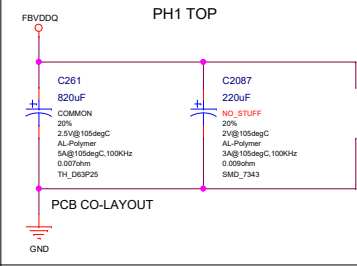 PH1 TOP
FBVDDQ
C261
820uF
COMMON
20%
2.5V@105degC
AL-Polymer
5A@105degC,100KHz
0.007ohm
TH_D63P25
C2087
220uF
NO_STUFF
20%
2V@105degC
AL-Polymer
3A@105degC,100KHz
0.009ohm
SMD_7343
PCB CO-LAYOUT
GND